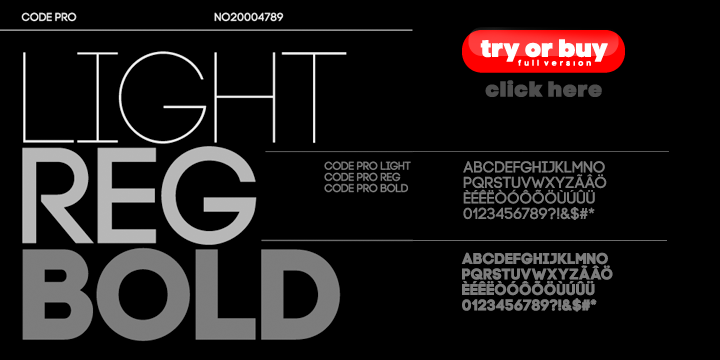 CODE PRO
NO20004789
try or buy
full version
click here
LIGHT
REG
BOLD
CODE PRO LIGHT
CODE PRO REG
CODE PRO BOLD
ABCDEFGHIJKLMNO
PQRSTUVWXYZÃÂÖ
ÈÉÊËÒÓÔÕÖÙÚÛÜ
0123456789?!&$#*
ABCDEFGHIJKLMNO
PQRSTUVWXYZÃÂÖ
ÈÉÊËÒÓÔÕÖÙÚÛÜ
0123456789?!&$#*